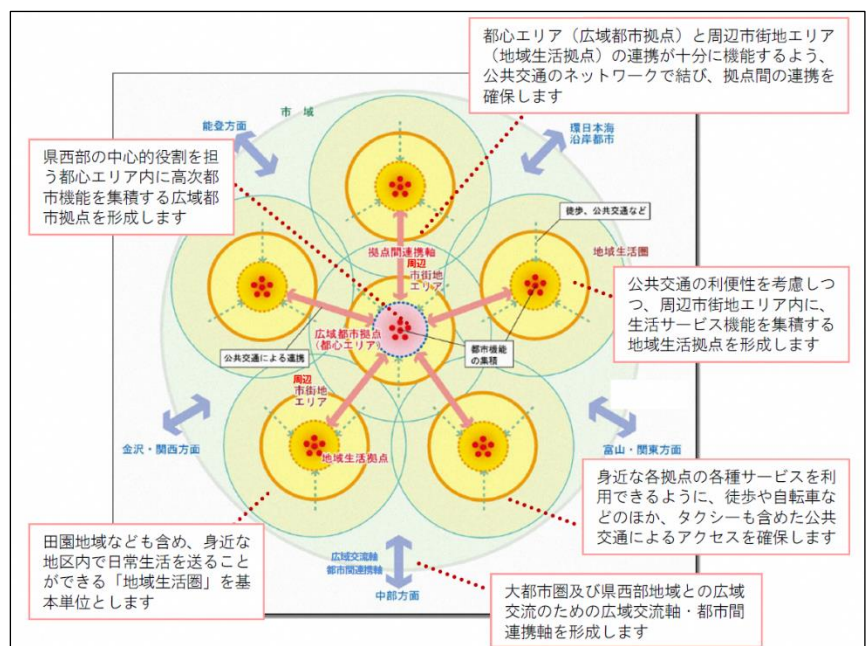 都心エリア（広域都市拠点）と周辺市街地エリア
（地域生活拠点）の連携が十分に機能するよう、
公共交通のネットワークで結び、拠点間の連携を
確保します
市 域
能登方面
環日本海
沿岸都市
県西部の中心的役割を担
う都心エリア内に高次都
市機能を集積する広域都
市拠点を形成します
徒歩、公共交通など
地域生活圏
拠点間連携軸
周辺
市街地
エリア
公共交通の利便性を考慮しつ
つ、周辺市街地エリア内に、
生活サービス機能を集積する
地域生活拠点を形成します
広域都市拠点
（都心エリア）
公共交通による連携
都市機能
の集積
周辺
市街地
エリア
金沢・関西方面
富山・関東方面
地域生活拠点
身近な各拠点の各種サービスを利
用できるように、徒歩や自転車
などのほか、タクシーも含めた公共
交通によるアクセスを確保します
田園地域なども含め、身近な
地区内で日常生活を送ること
ができる「地域生活圏」を基
本単位とします
広域交流軸
都市間連携軸
中部方面
大都市圏及び県西部地域との広域
交流のための広域交流軸・都市間
連携軸を形成します